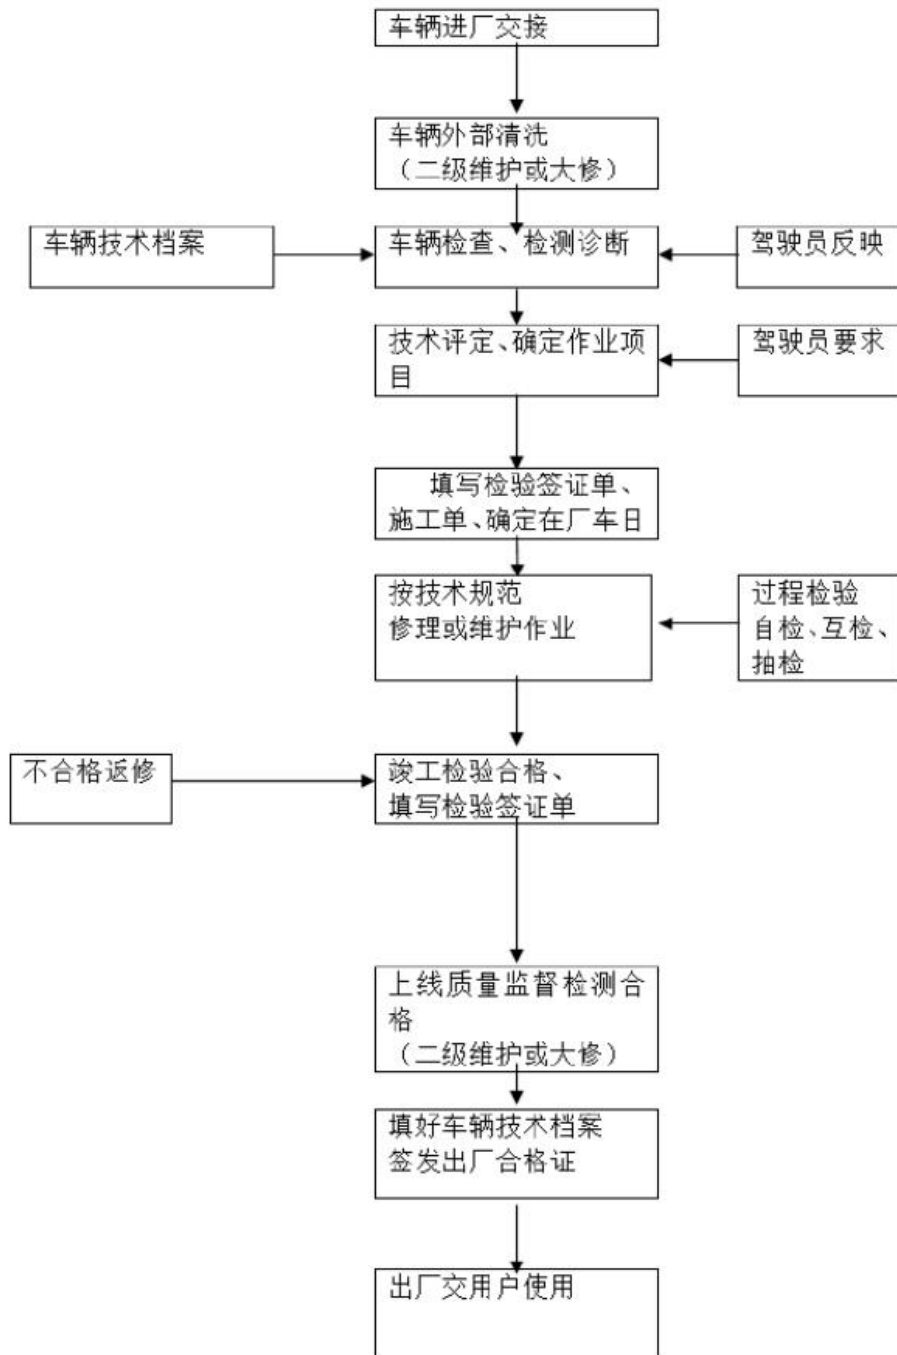 车辆进厂交接
车辆外部清洗
（二级维护或大修）
车辆技术档案
车辆检查、检测诊断
驾驶员反映
技术评定、确定作业项
目
驾驶员要求
填写检验签证单、
施工单、确定在厂车日
按技术规范
修理或维护作业
过程检验
自检、互检、
抽检
不合格返修
竣工检验合格、
填写检验签证单
上线质量监督检测合
格
（二级维护或大修）
填好车辆技术档案
签发出厂合格证
出厂交用户使用